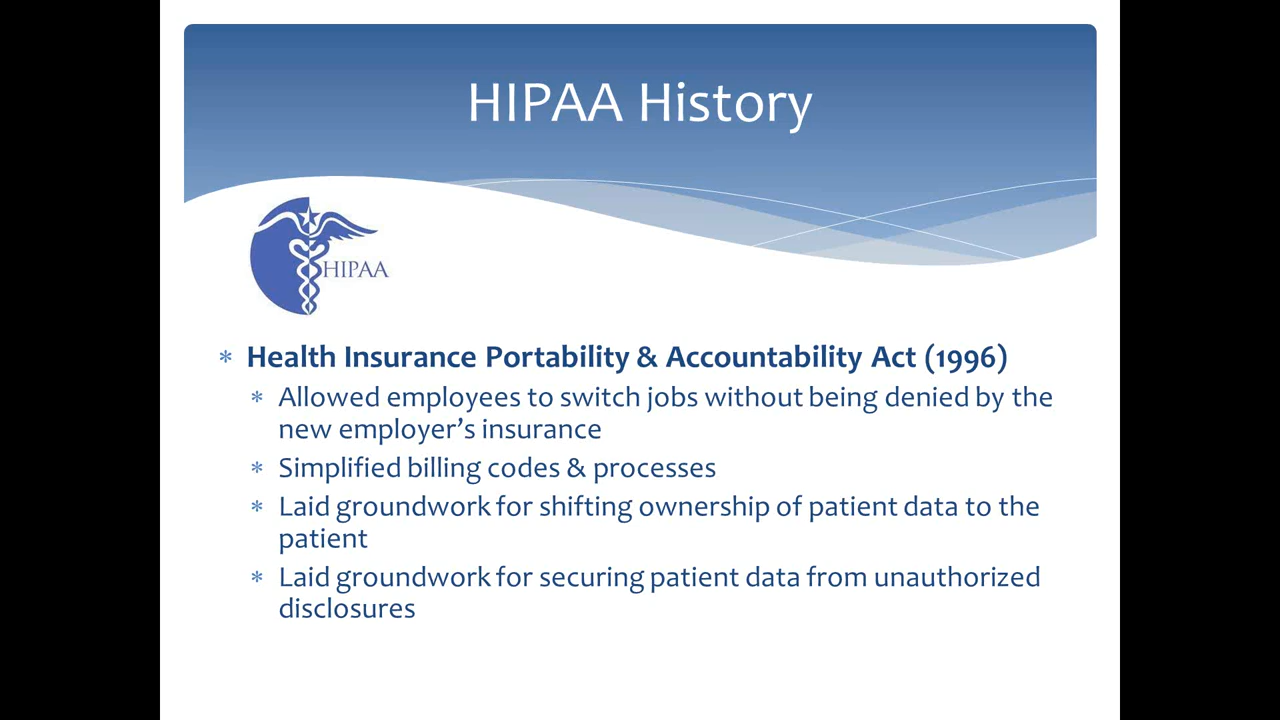 HIPAA History
HIPAA
* Health Insurance Portability & Accountability Act (1996)
* Allowed employees to switch jobs without being denied by the
new employer’s insurance
* Simplified billing codes & processes
* Laid groundwork for shifting ownership of patient data to the
patient
* Laid groundwork for securing patient data from unauthorized
disclosures